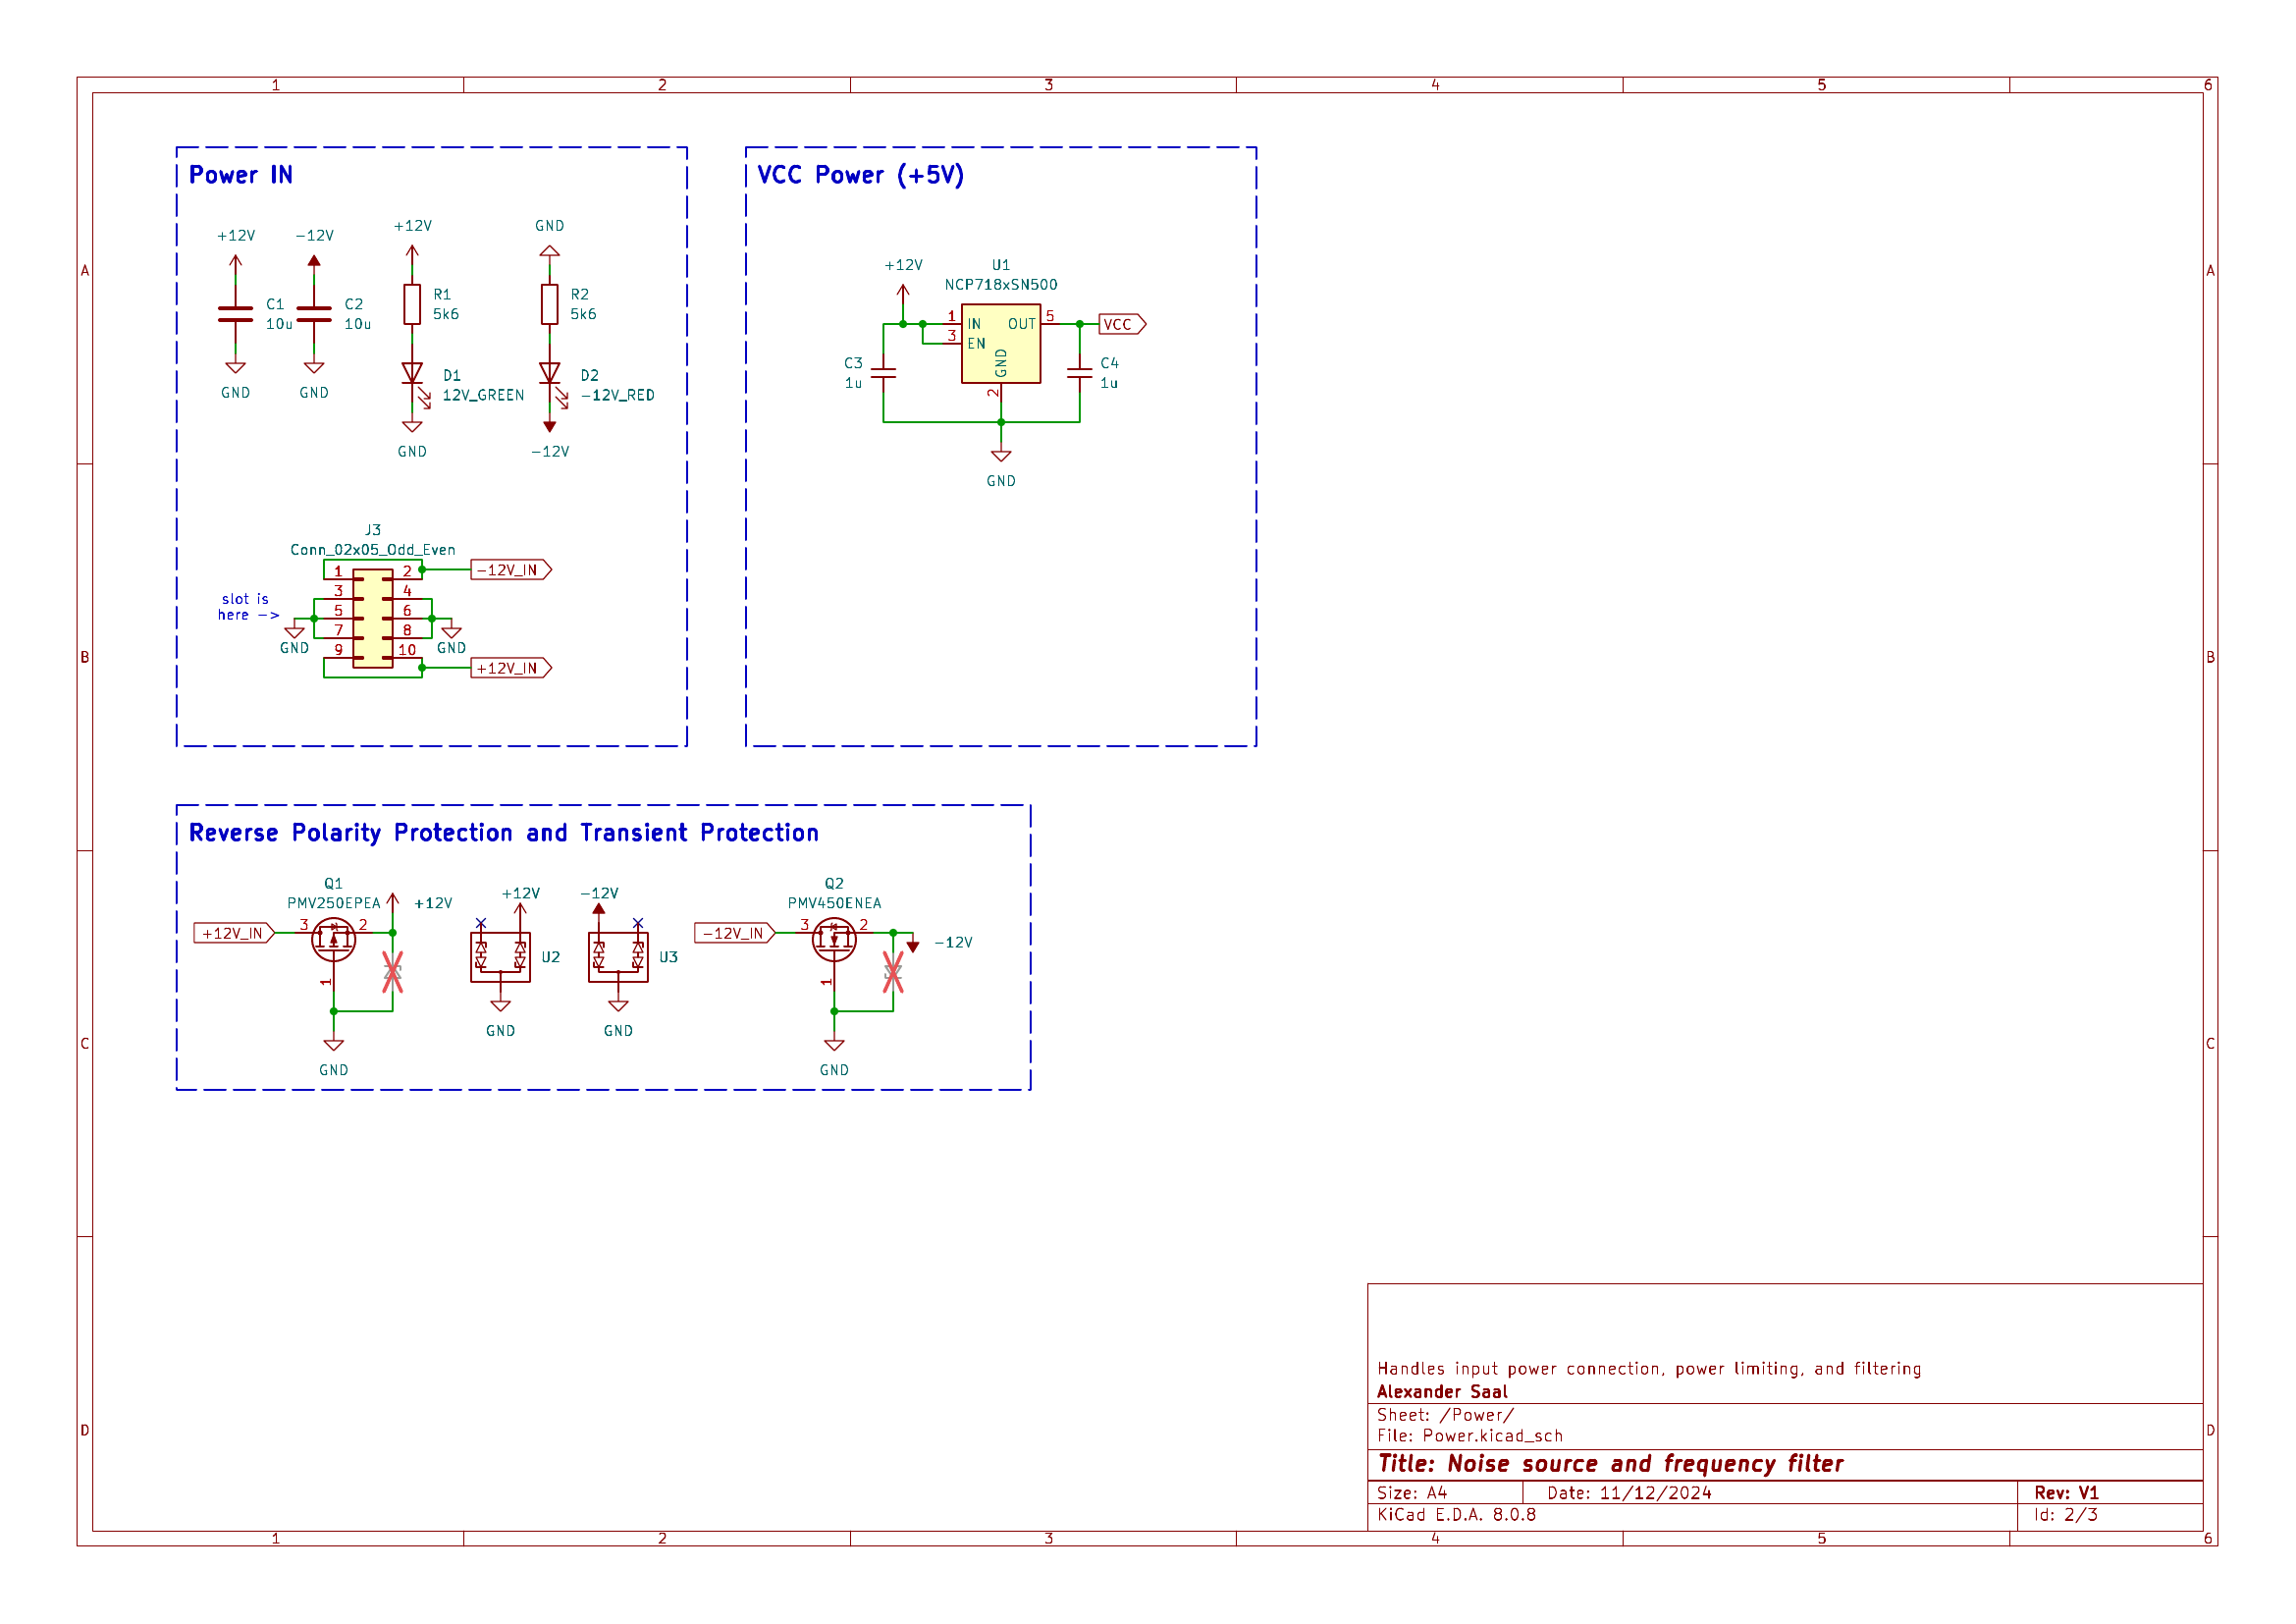 1 2 3 4 5 6
A A
B B
C C
D D
Power IN
+12V
C1
10u
GND
-12V
C2
10u
GND
+12V
R1
5k6
D1
12V_GREEN
GND
GND
R2
5k6
D2
-12V_RED
-12V
J3
Conn_02x05_Odd_Even
1 2
3 4
5 6
7 8
9 10
-12V_IN
slot is
here ->
GND
GND
+12V_IN
VCC Power (+5V)
+12V
U1
NCP718xSN500
1 IN OUT 5
3 EN
GND
2
VCC
C3
1u
C4
1u
GND
Reverse Polarity Protection and Transient Protection
Q1
PMV250EPEA
+12V
+12V_IN
3 2
1
GND
+12V
U2
GND
-12V
U3
GND
Q2
PMV450ENEA
-12V_IN
3 2
-12V
1
GND
Handles input power connection, power limiting, and filtering
Alexander Saal
Sheet: /Power/
File: Power.kicad_sch
Title: Noise source and frequency filter
Size: A4 Date: 11/12/2024 Rev: V1
KiCad E.D.A. 8.0.8 Id: 2/3
1 2 3 4 5 6